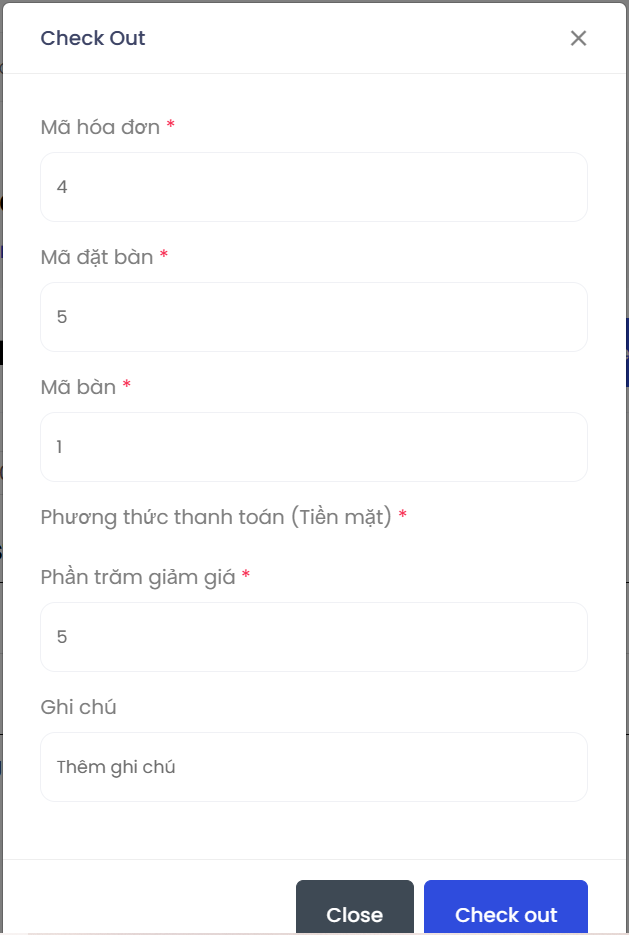 Check Out
Mã hóa đơn *
4
Mã đặt bàn *
5
Mã bàn *
1
Phương thức thanh toán (Tiền mặt) *
Phần trăm giảm giá *
5
Ghi chú
Thêm ghi chú
Close
Check out